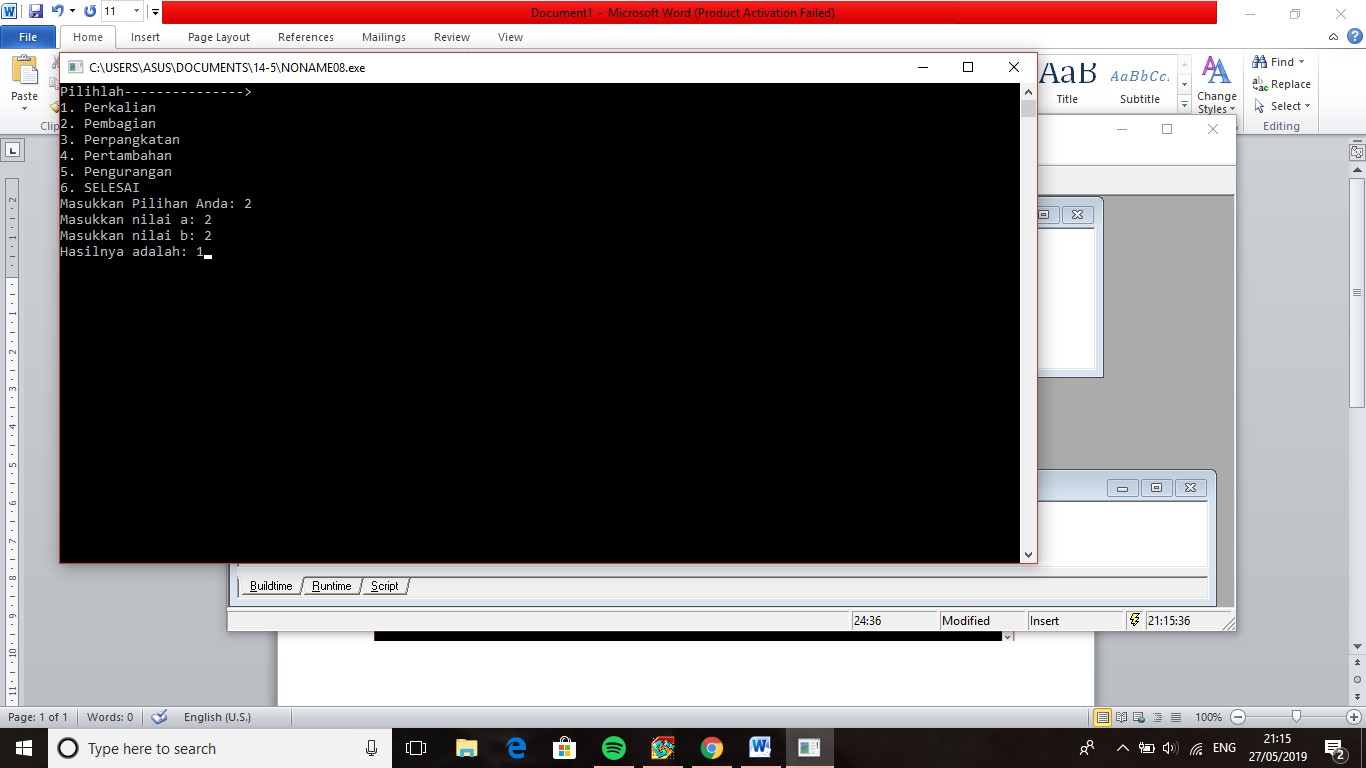 11
Document1 - Microsoft Word (Product Activation Failed)
File Home Insert Page Layout References Mailings Review View
C:\USERS\ASUS\DOCUMENTS\14-5\NONAME08.exe
Pilihlah--------------->
1. Perkalian
2. Pembagian
3. Perpangkatan
4. Pertambahan
5. Pengurangan
6. SELESAI
Masukkan Pilihan Anda: 2
Masukkan nilai a: 2
Masukkan nilai b: 2
Hasilnya adalah: 1
Paste
AaB
Title
AaBbCc.
Subtitle
Change
Styles
Find
Replace
Select
Editing
Buildtime Runtime Script
24:36 Modified Insert 21:15:36
Page: 1 of 1 Words: 0 English (U.S.) 100%
Type here to search
ENG
21:15
27/05/2019
2